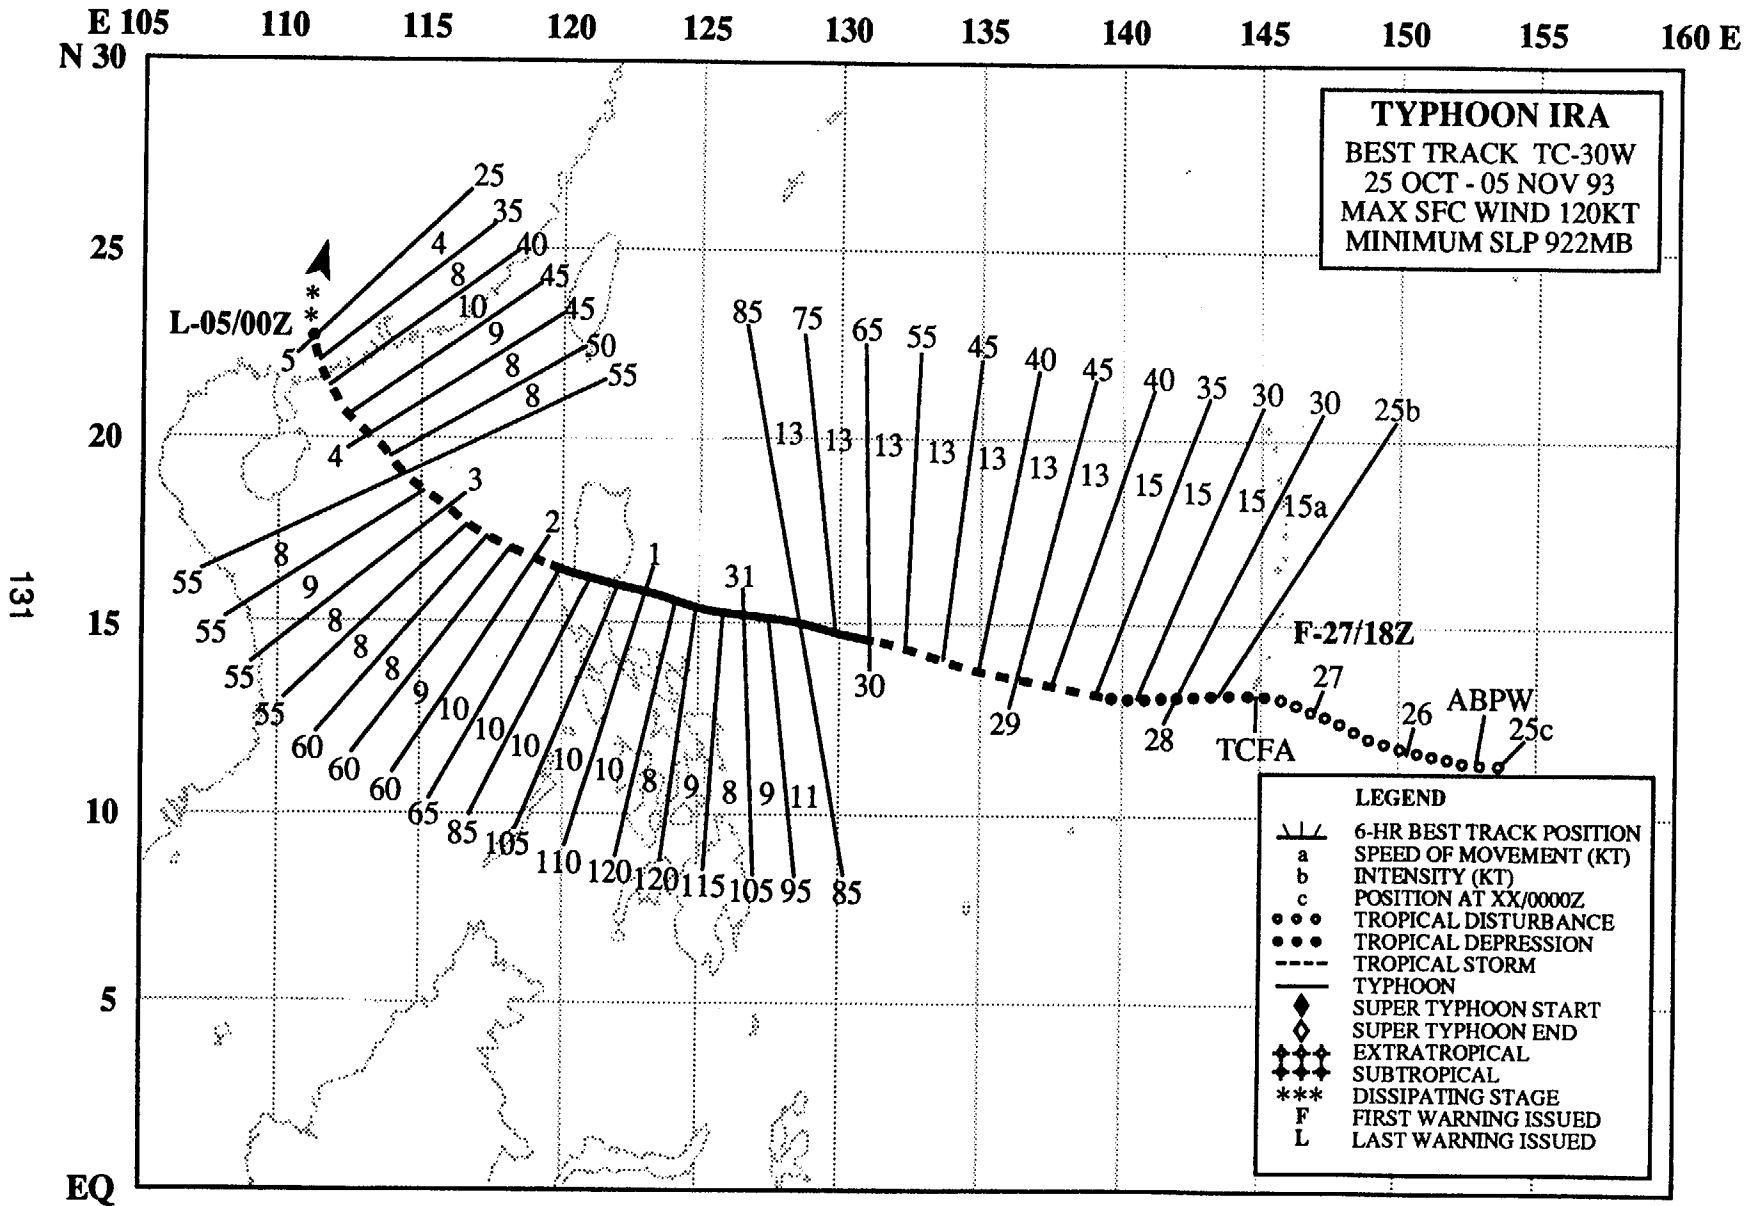 E 105 110 115 120 125 130 135 140 145 150 155 160 E
N 30
TYPHOON IRA
BEST TRACK TC-30W
25 OCT - 05 NOV 93
MAX SFC WIND 120KT
MINIMUM SLP 922MB
25
35
4
40
25
8
45
10
45
9
50
8
55
8
L-05/00Z
5
85 75 65 55 45 40 45 40 35 30 30 25b
13 13 13 13 13 13 13 15 15 15 15a
20
4
3
2
1
31
15
30
29
28
F-27/18Z
27
26
ABPW
25c
TCFA
55
8
55
9
55
8
55
8
60
8
60
9
60
10
65
10
85
10
105
10
110
10
120
8
120
9
115
8
105
9
95
11
85
10
5
EQ
131
LEGEND
6-HR BEST TRACK POSITION
a SPEED OF MOVEMENT (KT)
b INTENSITY (KT)
c POSITION AT XX/0000Z
TROPICAL DISTURBANCE
TROPICAL DEPRESSION
TROPICAL STORM
TYPHOON
SUPER TYPHOON START
SUPER TYPHOON END
EXTRATROPICAL
SUBTROPICAL
*** DISSIPATING STAGE
F FIRST WARNING ISSUED
L LAST WARNING ISSUED